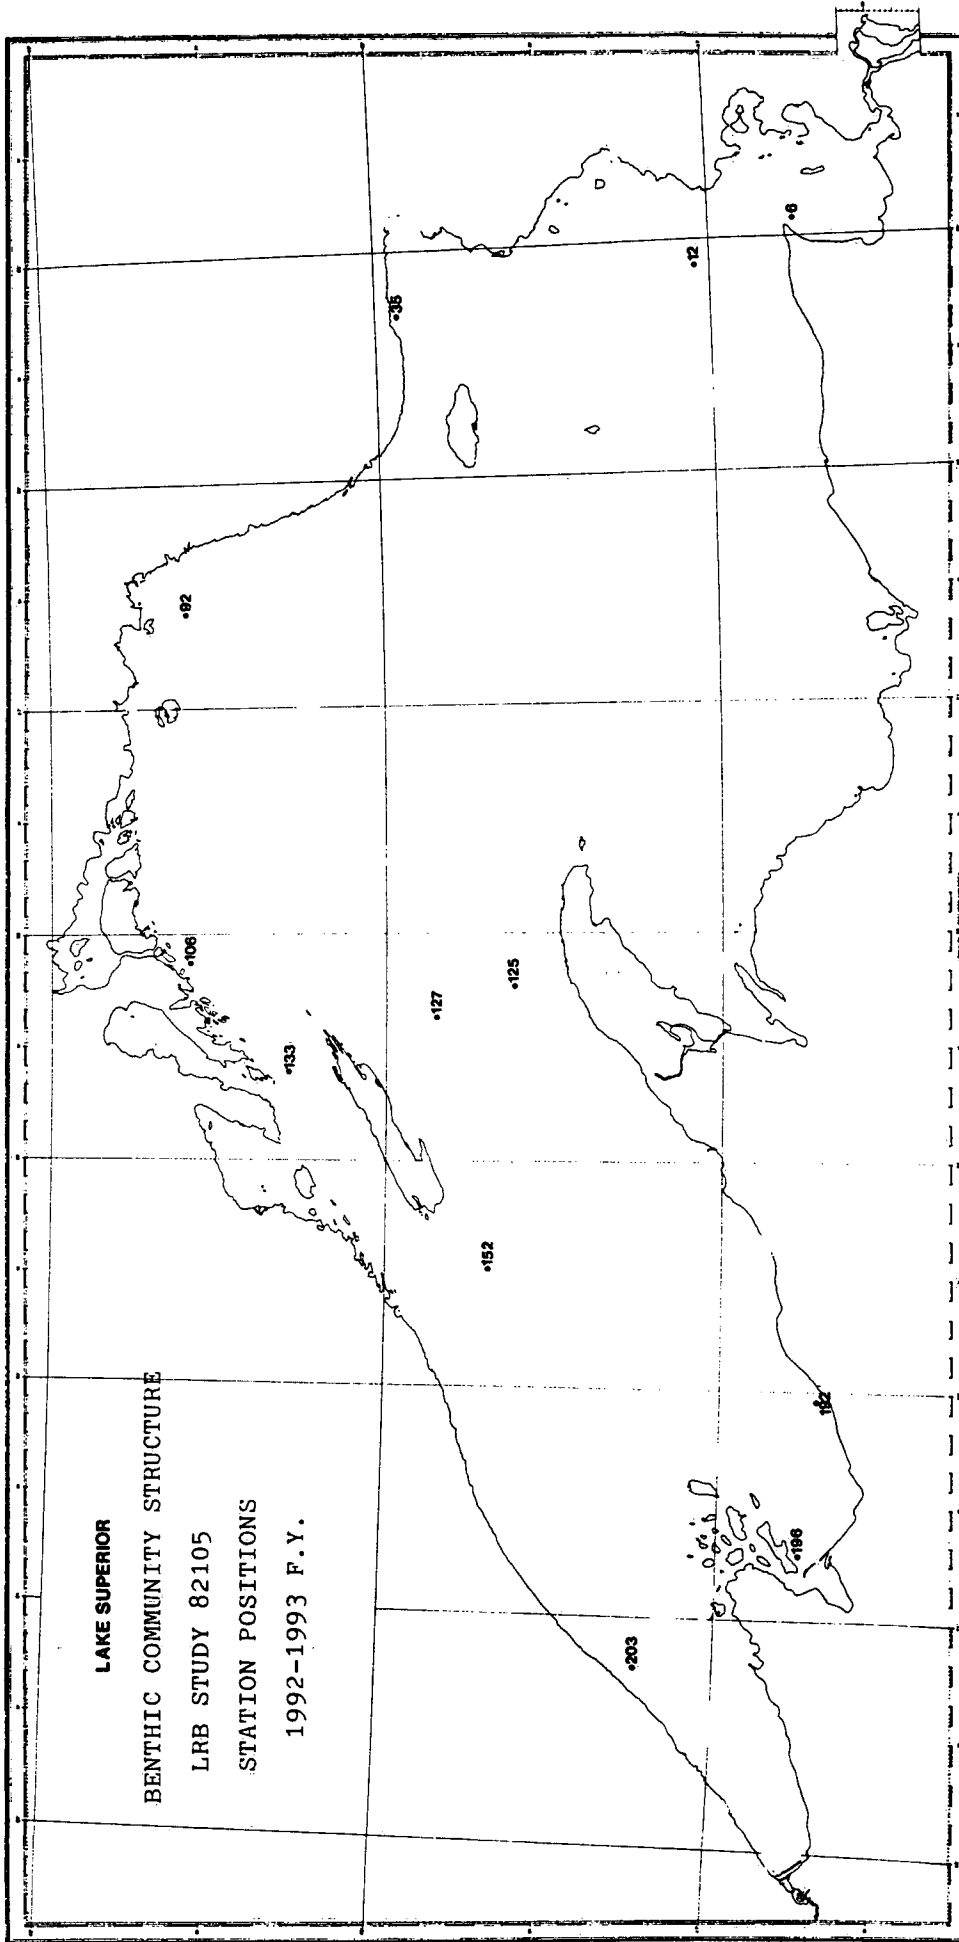 LAKE SUPERIOR
BENTHIC COMMUNITY STRUCTURE
LRB STUDY 82105
STATION POSITIONS
1992-1993 F.Y.
203
196
192
152
133
127
125
106
92
35
12
6